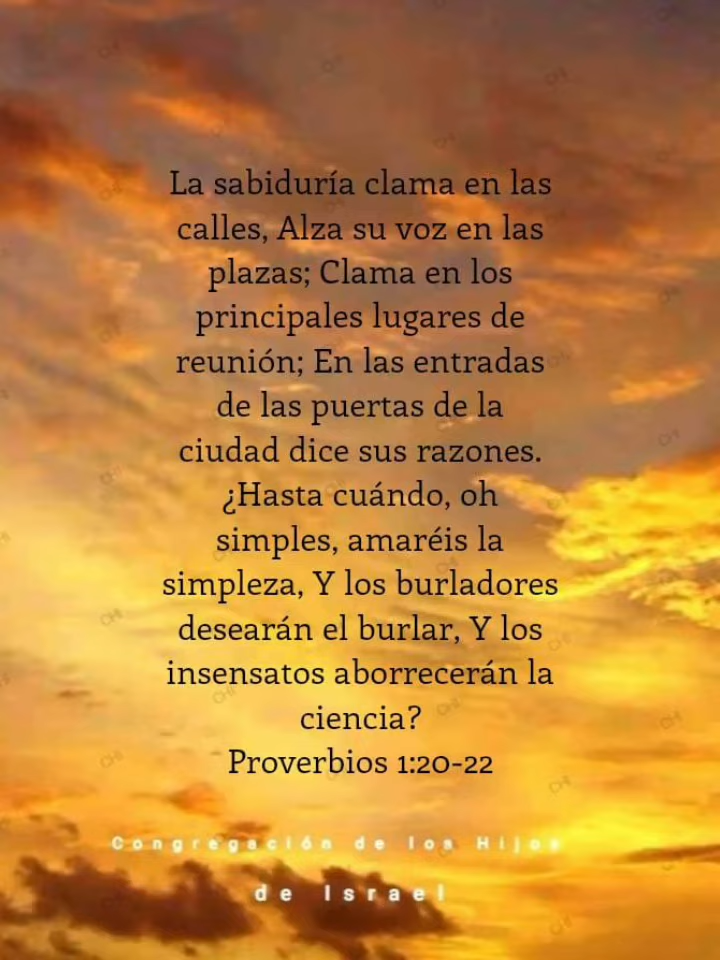 La sabiduría clama en las
calles, Alza su voz en las
plazas; Clama en los
principales lugares de
reunión; En las entradas
de las puertas de la
ciudad dice sus razones.
¿Hasta cuándo, oh
simples, amaréis la
simpleza, Y los burladores
desearán el burlar, Y los
insensatos aborrecerán la
ciencia?
Proverbios 1:20-22
Congregación de los Hijos
de Israel